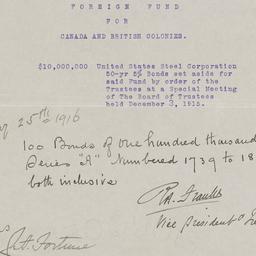 FOREIGN FUND
FOR
CANADA AND BRITISH COLONIES.
$10,000,000 United States Steel Corporation
50-yr 5% Bonds set aside for
said Fund by order of the
Trustees at a Special Meeting
of The Board of Trustees
held December 3, 1915.
25th 1916
100 Bonds of One hundred thousand
Series "A" Numbered 1739 to 18
both inclusive
R.A. Franks
Vice President &